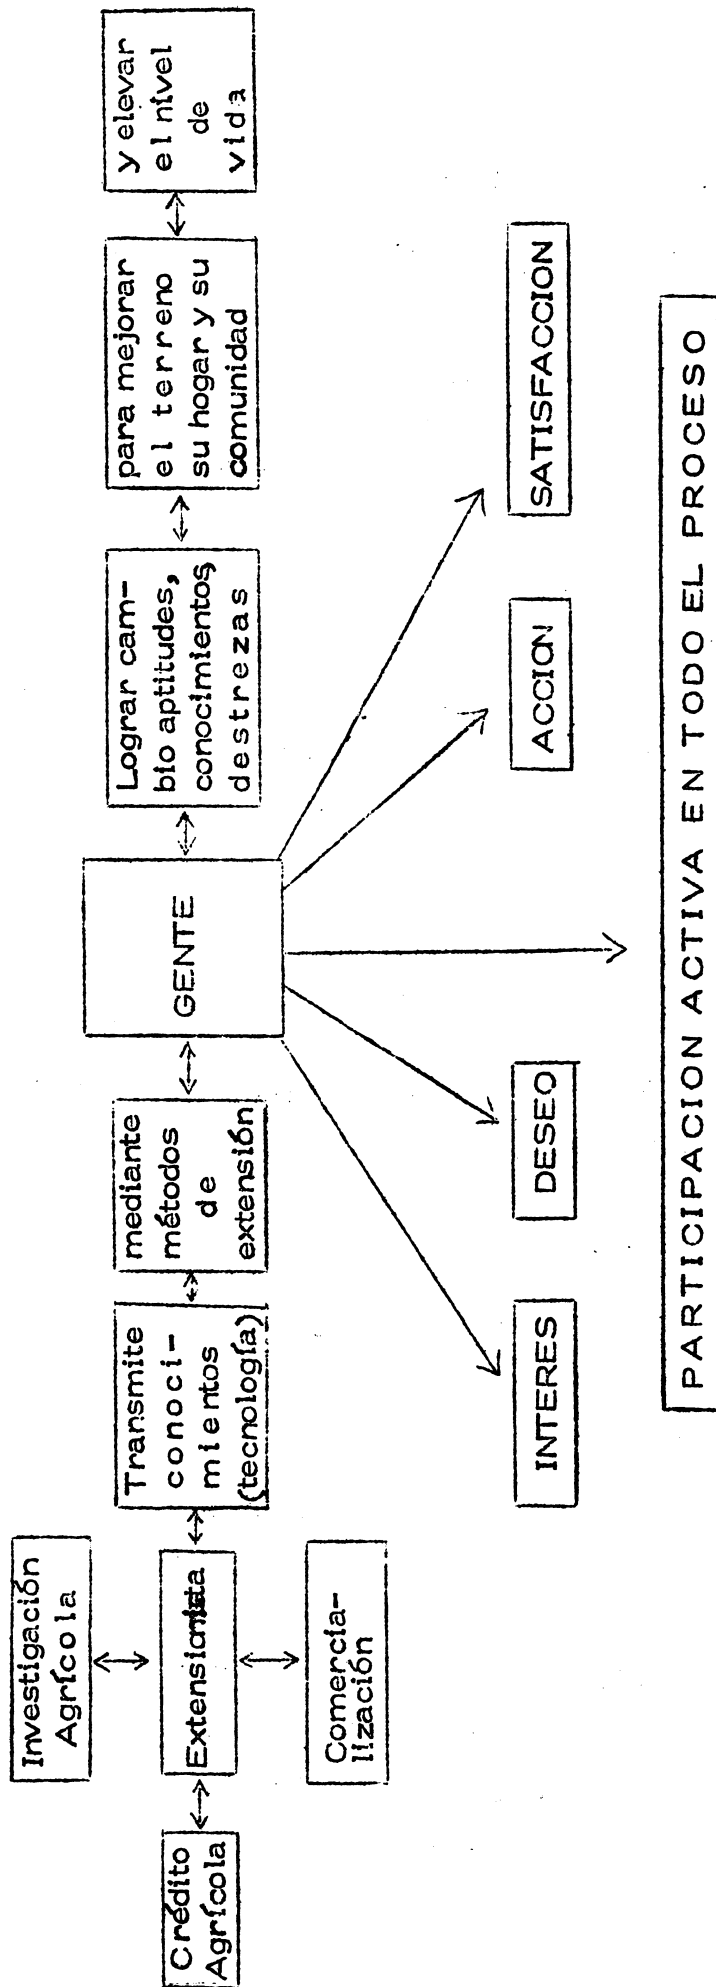 Investigación
Agrícola
Crédito
Agrícola
Extensionista
Comercia-
lización
Transmite
conoci-
mientos
(tecnología)
mediante
métodos
de
extensión
GENTE
Lograr cam-
bio aptitudes,
conocimientos,
destrezas
para mejorar
el terreno
su hogar y su
comunidad
y elevar
el nivel
de
vida
INTERES
DESEO
ACCION
SATISFACCION
PARTICIPACION ACTIVA EN TODO EL PROCESO